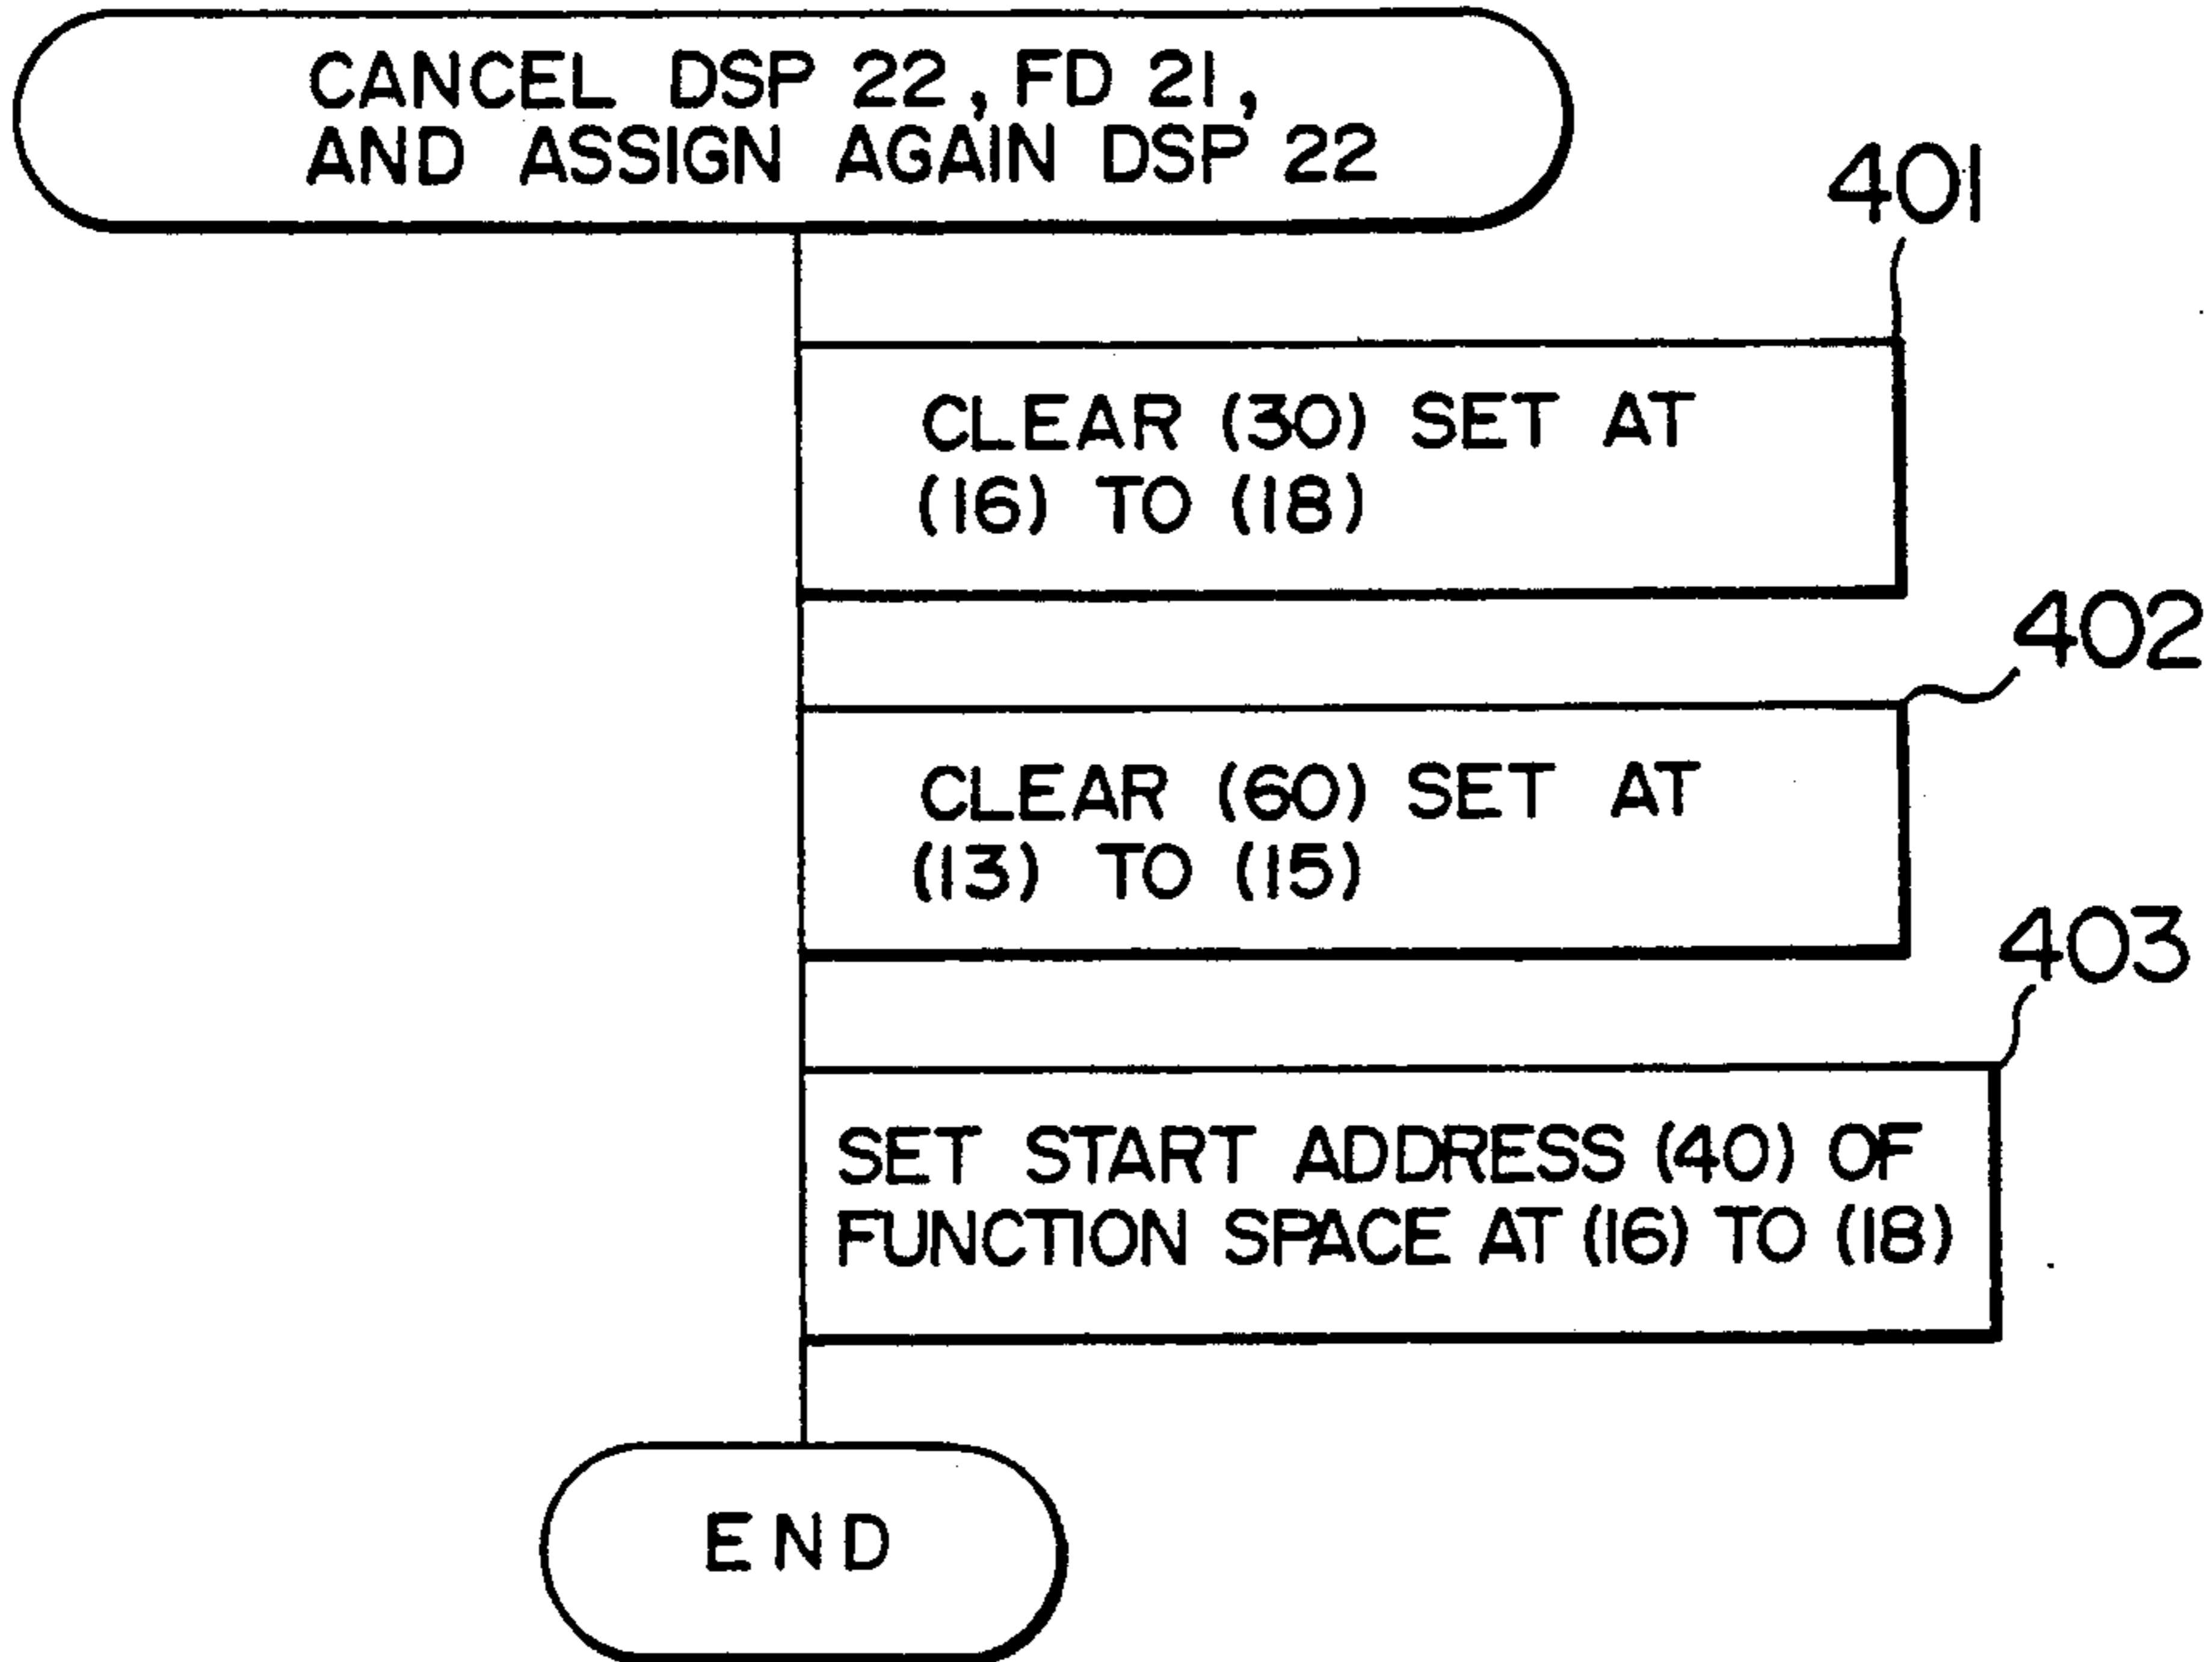 CANCEL DSP 22, FD 21,
AND ASSIGN AGAIN DSP 22
401
CLEAR (30) SET AT
(16) TO (18)
402
CLEAR (60) SET AT
(13) TO (15)
403
SET START ADDRESS (40) OF
FUNCTION SPACE AT (16) TO (18)
END